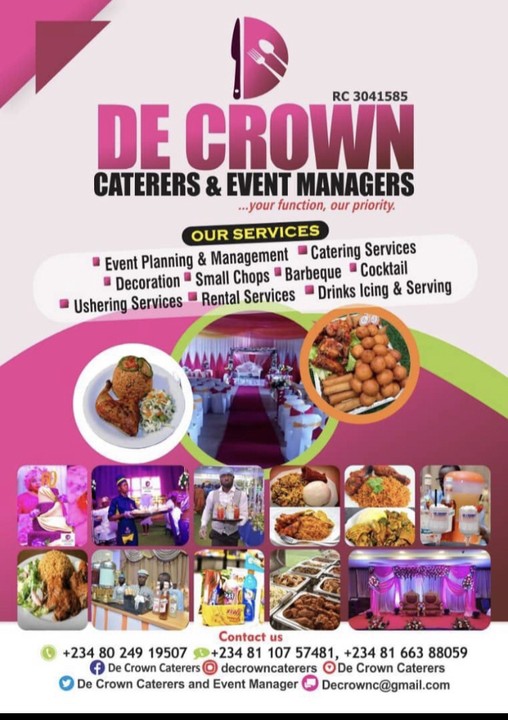 RC 3041585
DE CROWN
CATERERS & EVENT MANAGERS
...your function, our priority.
OUR SERVICES
Event Planning & Management Catering Services
Decoration Small Chops Barbeque Cocktail
Ushering Services Rental Services Drinks Icing & Serving
Contact us
+234 80 249 19507 +234 81 107 57481, +234 81 663 88059
De Crown Caterers decrowncaterers De Crown Caterers
De Crown Caterers and Event Manager Decrownc@gmail.com